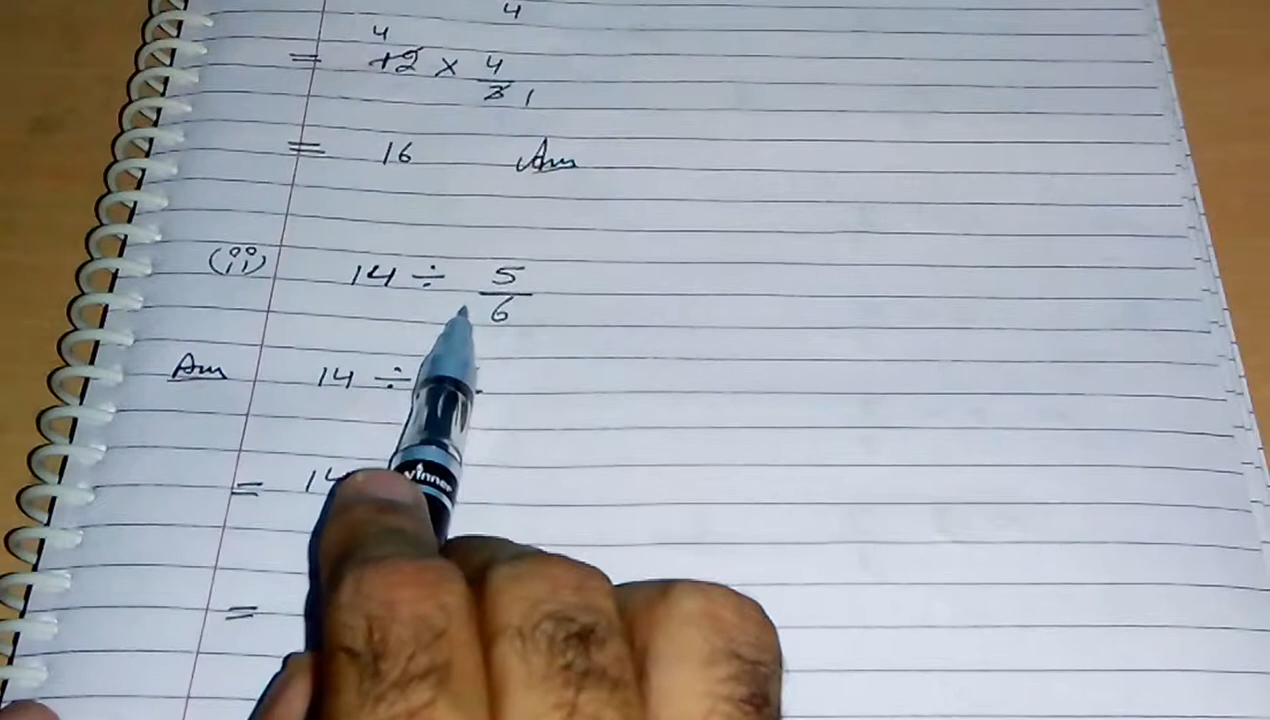 4
4
= 12 × 4/3 1
= 16 Ans
(ii) 14 ÷ 5/6
Ans 14 ÷
= 14
=
winner